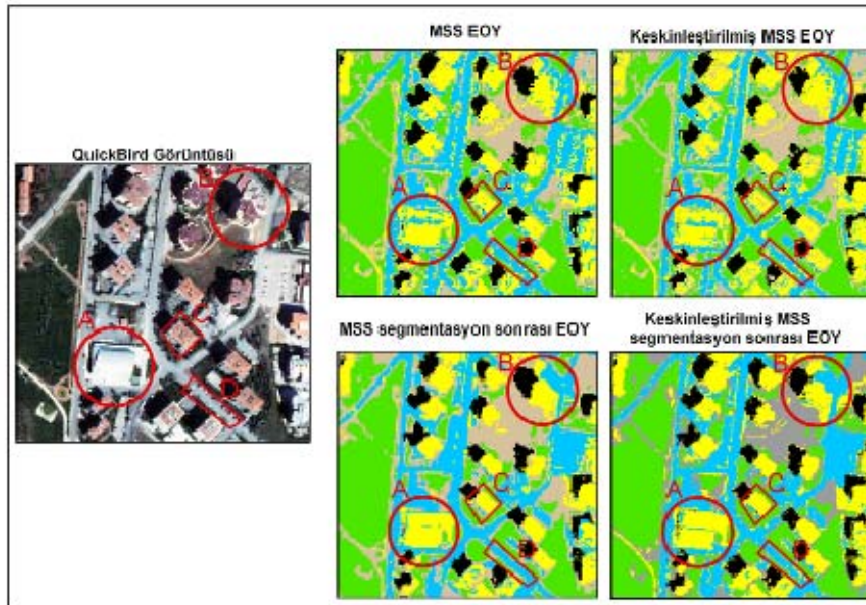 MSS EOY
Keskinleştirilmiş MSS EOY
QuickBird Görüntüsü
B
A
C
D
B
A
C
B
A
C
MSS segmentasyon sonrası EOY
Keskinleştirilmiş MSS
segmentasyon sonrası EOY
B
A
C
B
A
C